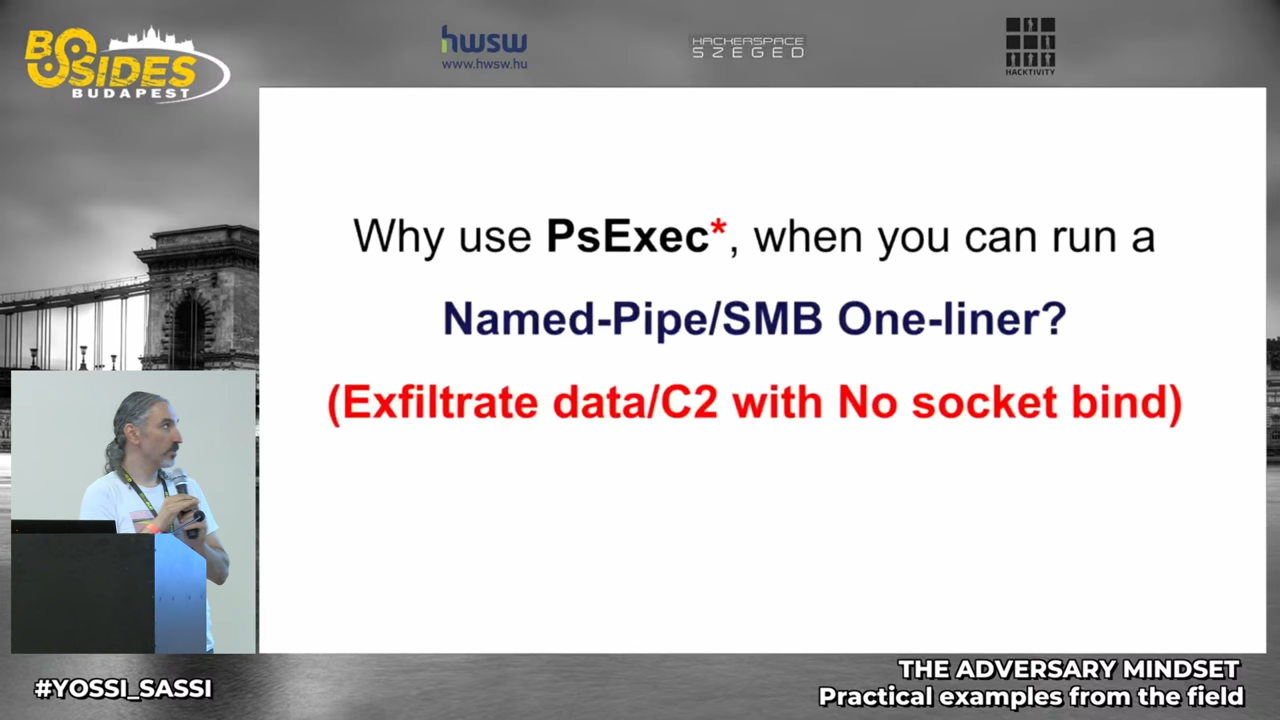 BSIDES
BUDAPEST
hwsw
www.hwsw.hu
HACKERSPACE
SZEGED
HACKTIVITY
Why use PsExec*, when you can run a
Named-Pipe/SMB One-liner?
(Exfiltrate data/C2 with No socket bind)
#YOSSI_SASSI
THE ADVERSARY MINDSET
Practical examples from the field